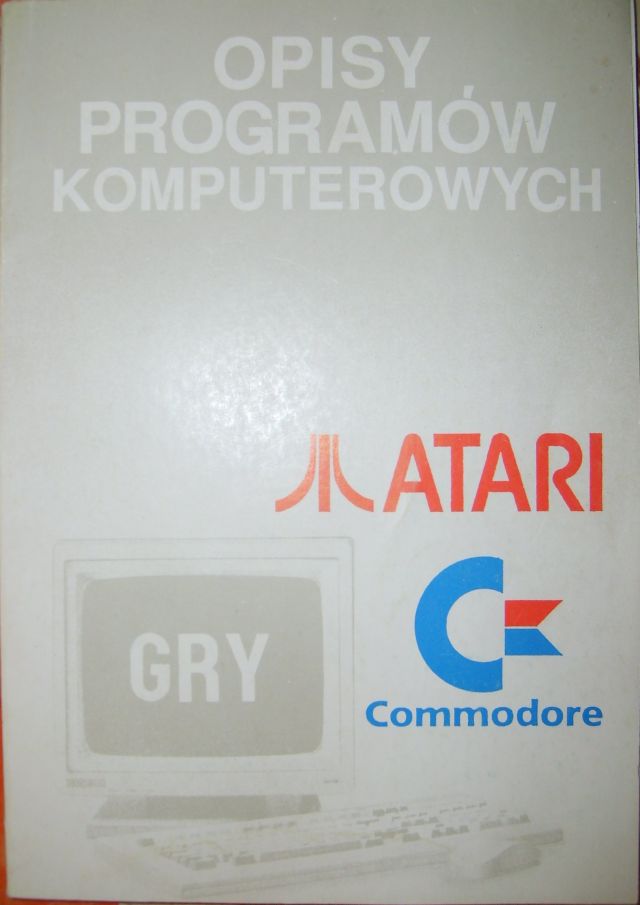 OPISY
PROGRAMÓW
KOMPUTEROWYCH
ATARI
GRY
Commodore